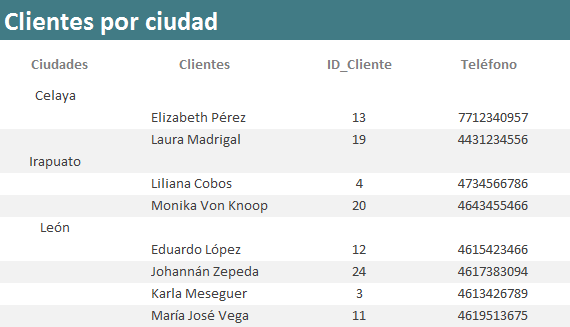 Clientes por ciudad
Ciudades Clientes ID_Cliente Teléfono
Celaya
Elizabeth Pérez 13 7712340957
Laura Madrigal 19 4431234556
Irapuato
Liliana Cobos 4 4734566786
Monika Von Knoop 20 4643455466
León
Eduardo López 12 4615423466
Johannán Zepeda 24 4617383094
Karla Meseguer 3 4613426789
María José Vega 11 4619513675